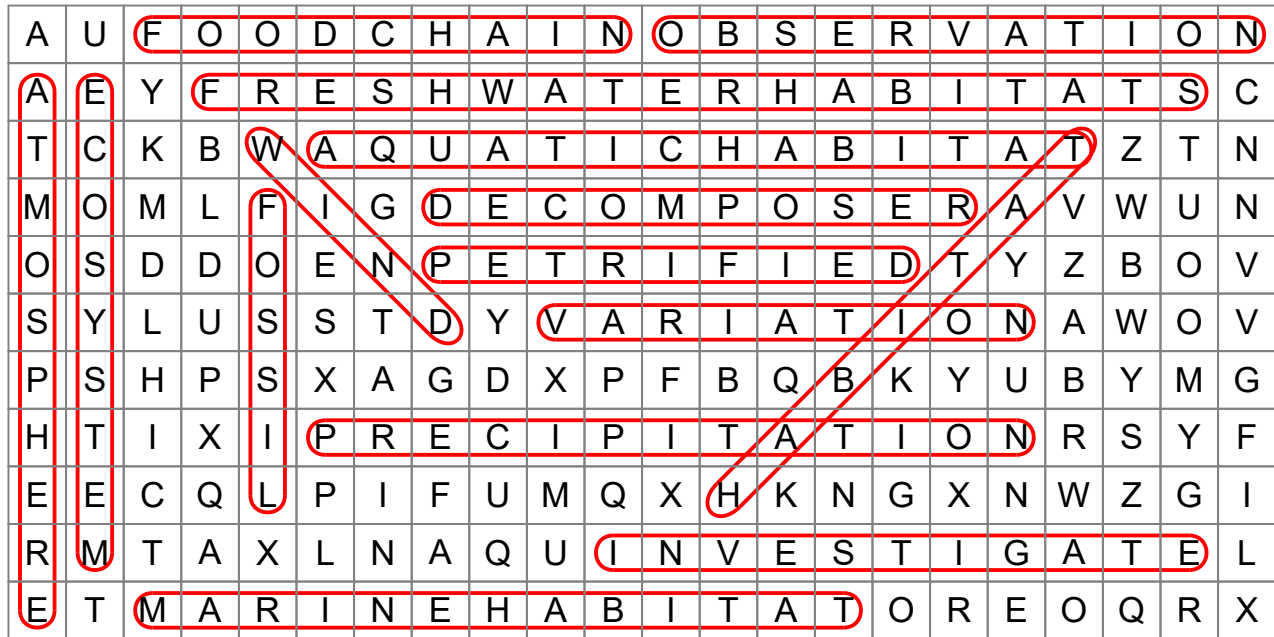 A U F O O D C H A I N O B S E R V A T I O N
A E Y F R E S H W A T E R H A B I T A T S C
T C K B W A Q U A T I C H A B I T A T Z T N
M O M L F I G D E C O M P O S E R A V W U N
O S D D O E N P E T R I F I E D T Y Z B O V
S Y L U S S T D Y V A R I A T I O N A W O V
P S H P S X A G D X P F B Q B K Y U B Y M G
H T I X I P R E C I P I T A T I O N R S Y F
E E C Q L P I F U M Q X H K N G X N W Z G I
R M T A X L N A Q U I N V E S T I G A T E L
E T M A R I N E H A B I T A T O R E O Q R X